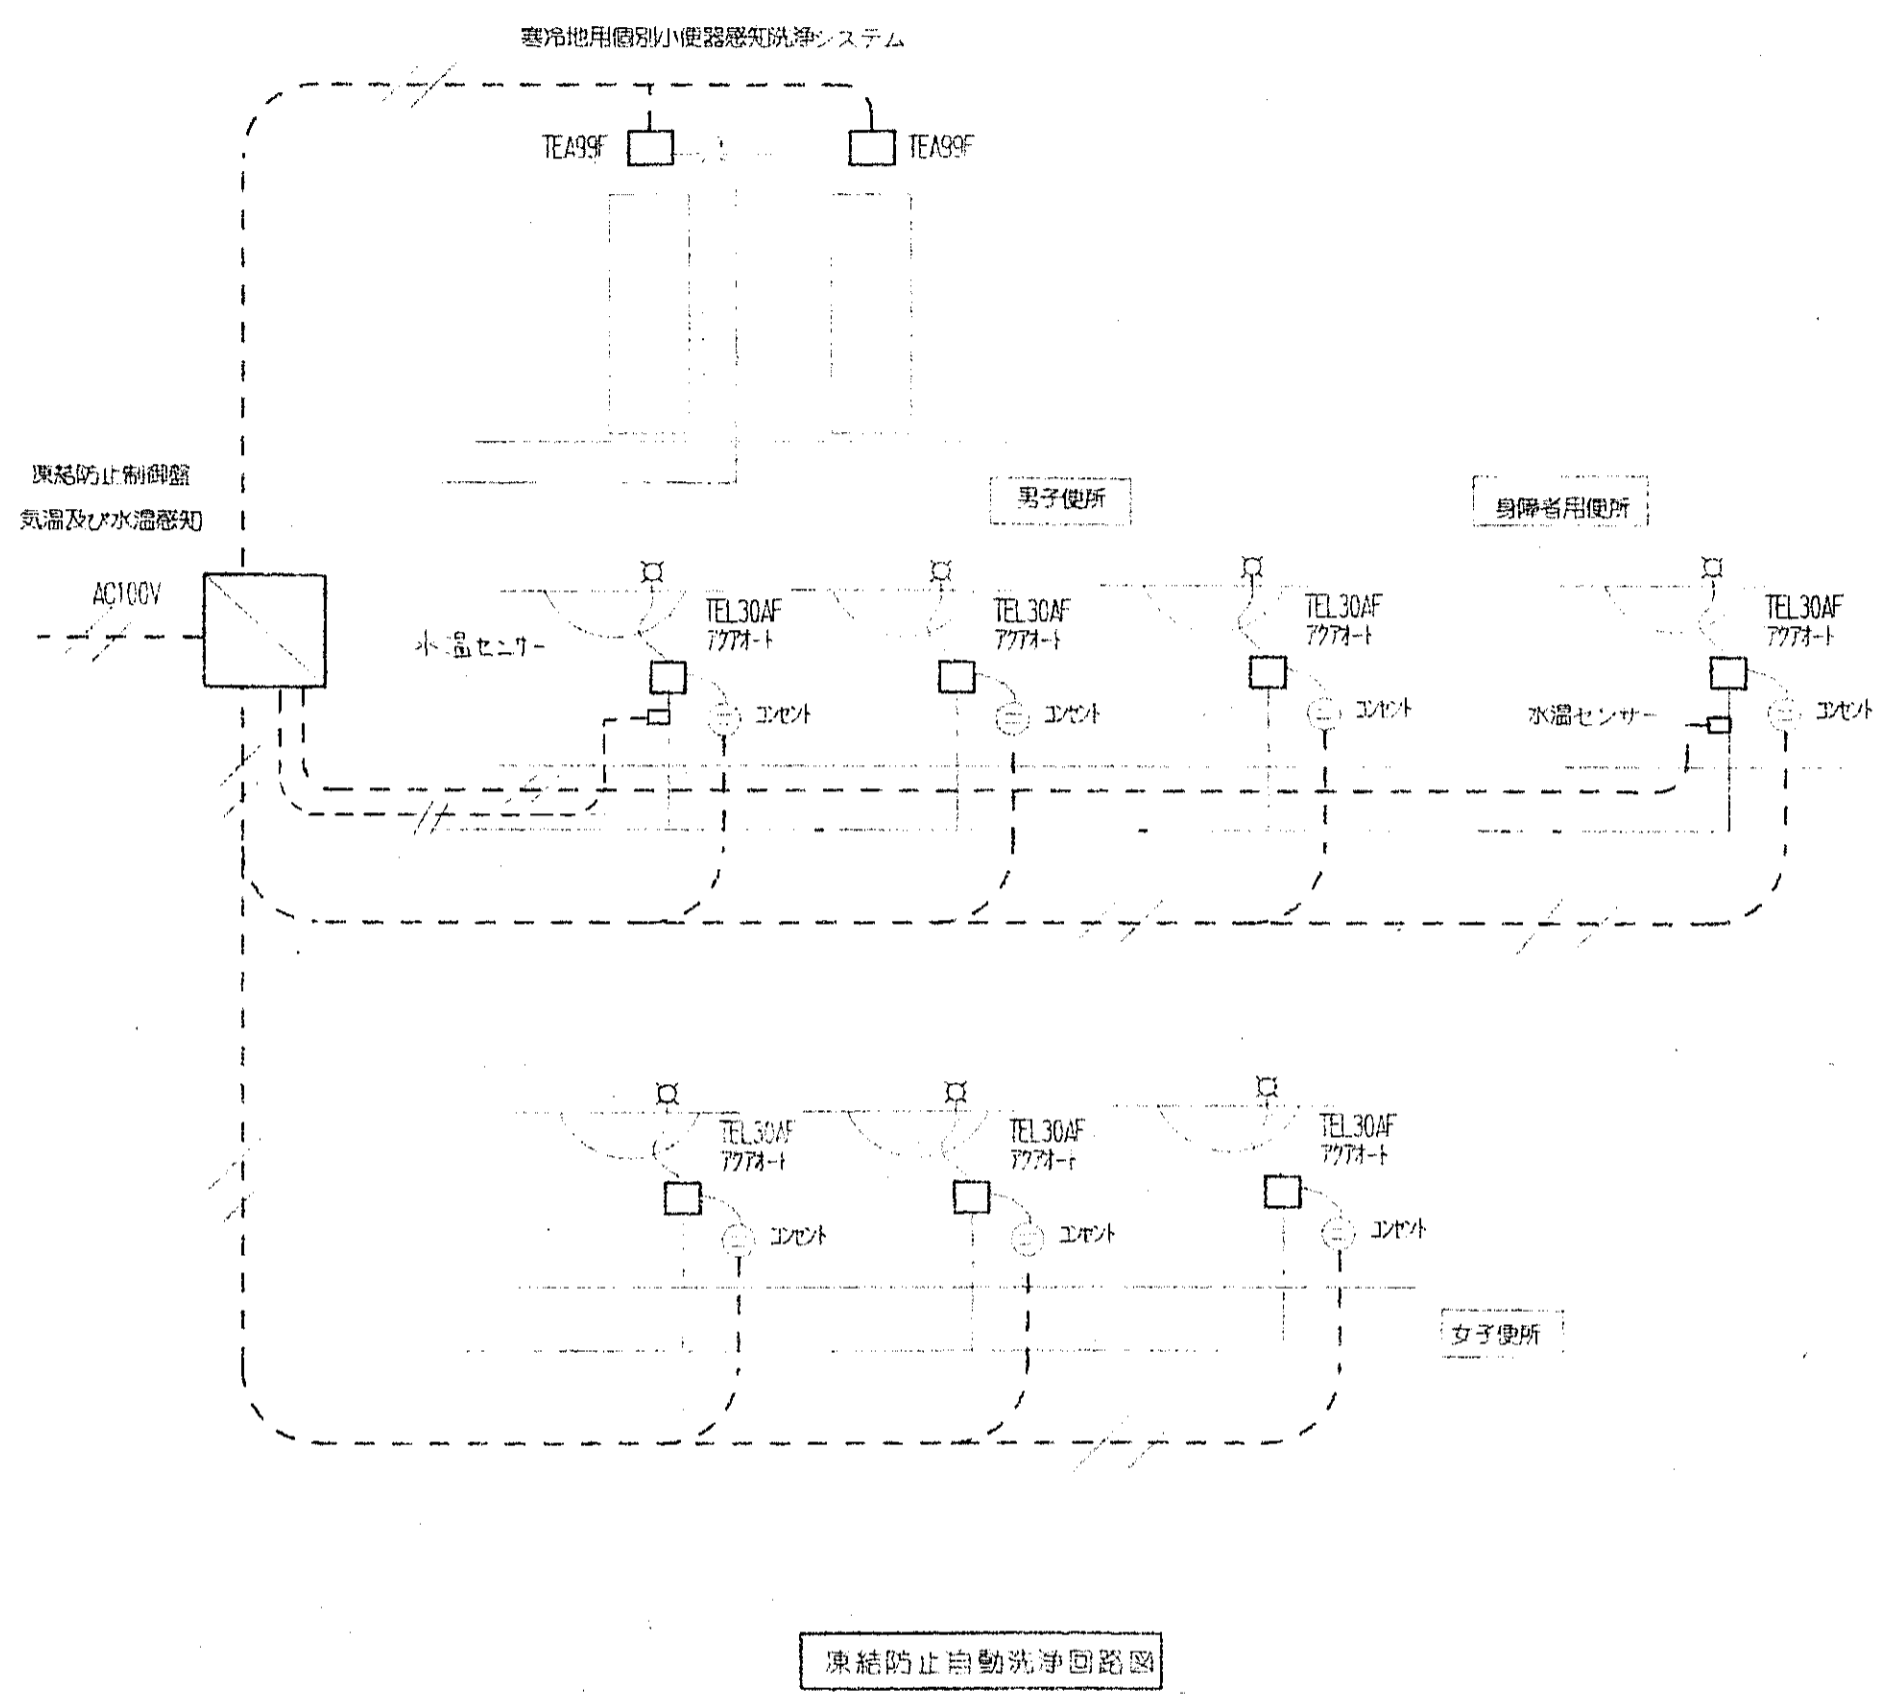 寒冷地用個別小便器感知洗浄システム
TEA99F
TEA99F
凍結防止制御盤
気温及び水温感知
AC100V
男子便所
身障者用便所
水温センサー
TEL30AF
アクアオート
コンセント
TEL30AF
アクアオート
コンセント
TEL30AF
アクアオート
コンセント
水温センサー
TEL30AF
アクアオート
コンセント
TEL30AF
アクアオート
コンセント
TEL30AF
アクアオート
コンセント
TEL30AF
アクアオート
コンセント
女子便所
凍結防止自動洗浄回路図